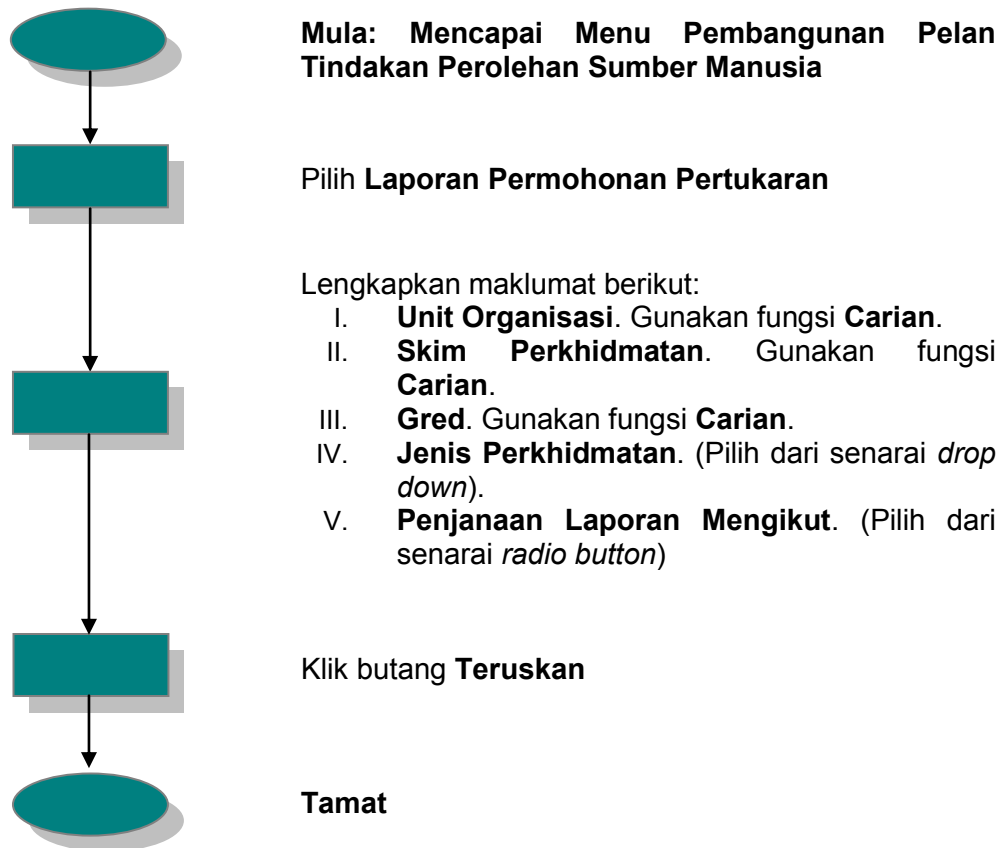 Mula: Mencapai Menu Pembangunan Pelan
Tindakan Perolehan Sumber Manusia
Pilih Laporan Permohonan Pertukaran
Lengkapkan maklumat berikut:
I. Unit Organisasi. Gunakan fungsi Carian.
II. Skim Perkhidmatan. Gunakan fungsi
Carian.
III. Gred. Gunakan fungsi Carian.
IV. Jenis Perkhidmatan. (Pilih dari senarai drop
down).
V. Penjanaan Laporan Mengikut. (Pilih dari
senarai radio button)
Klik butang Teruskan
Tamat